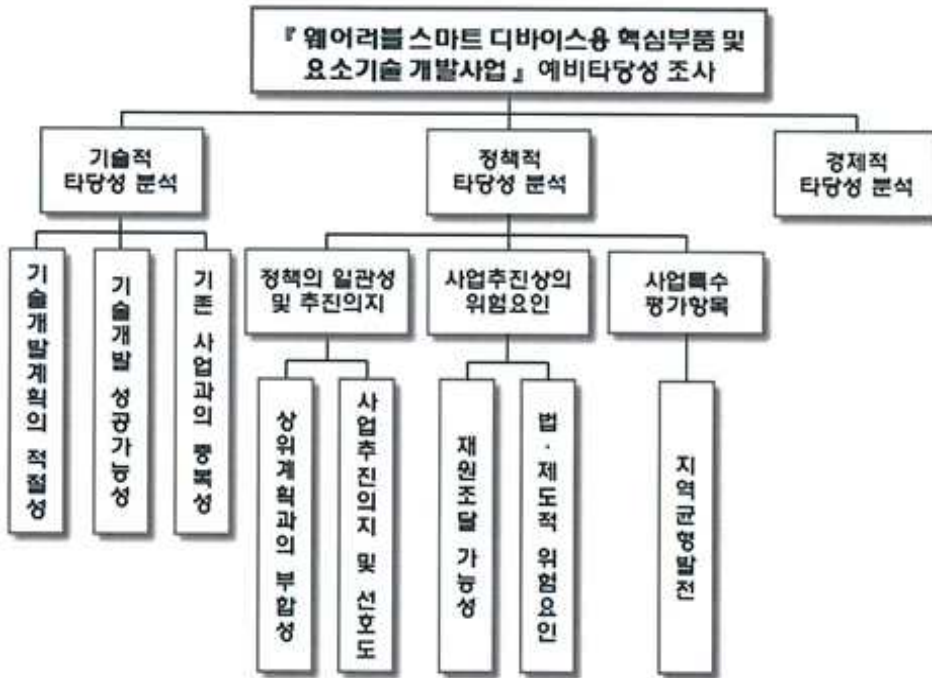 『 웨어러블 스마트 디바이스용 핵심부품 및
요소기술 개발사업 』 예비타당성 조사
기술적
타당성 분석
정책적
타당성 분석
경제적
타당성 분석
기술개발계획의 적절성
기술개발 성공가능성
기존 사업과의 중복성
정책의 일관성
및 추진의지
사업추진상의
위험요인
사업특수
평가항목
상위계획과의 부합성
사업추진의지 및 선호도
재원조달 가능성
법·제도적 위험요인
지역균형발전